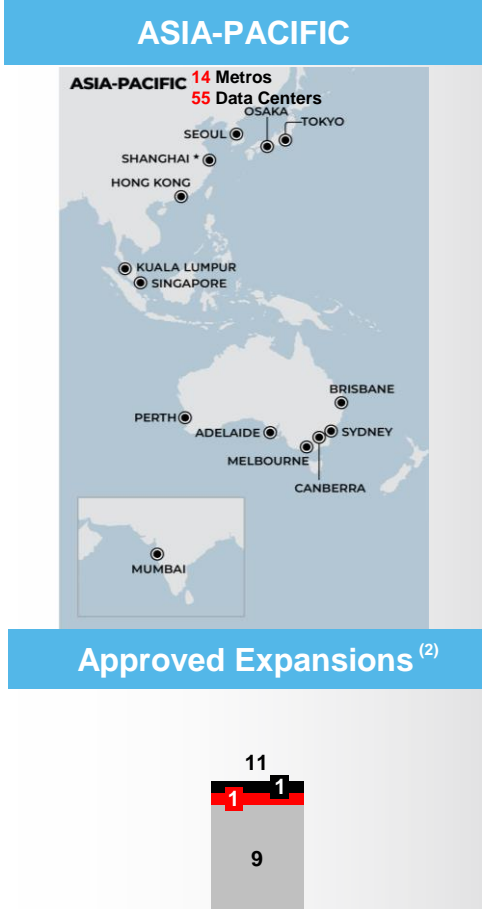 ASIA-PACIFIC
ASIA-PACIFIC 14 Metros
55 Data Centers
OSAKA
TOKYO
SEOUL
SHANGHAI *
HONG KONG
KUALA LUMPUR
SINGAPORE
BRISBANE
PERTH
ADELAIDE
SYDNEY
MELBOURNE
CANBERRA
MUMBAI
Approved Expansions (2)
11
1
1
9